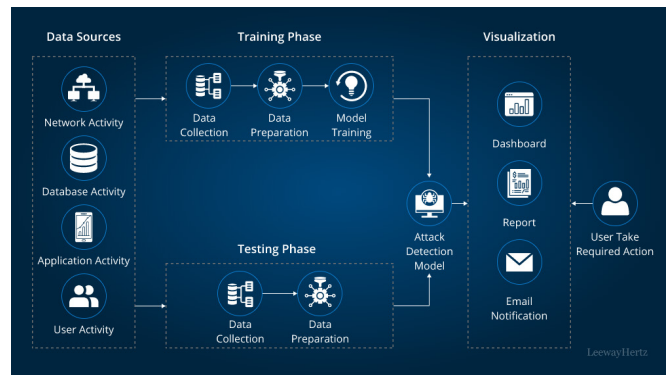 Data Sources
Training Phase
Visualization
Network Activity
Database Activity
Application Activity
User Activity
Data
Collection
Data
Preparation
Model
Training
Testing Phase
Data
Collection
Data
Preparation
Attack
Detection
Model
Dashboard
Report
Email
Notification
User Take
Required Action
LeewayHertz